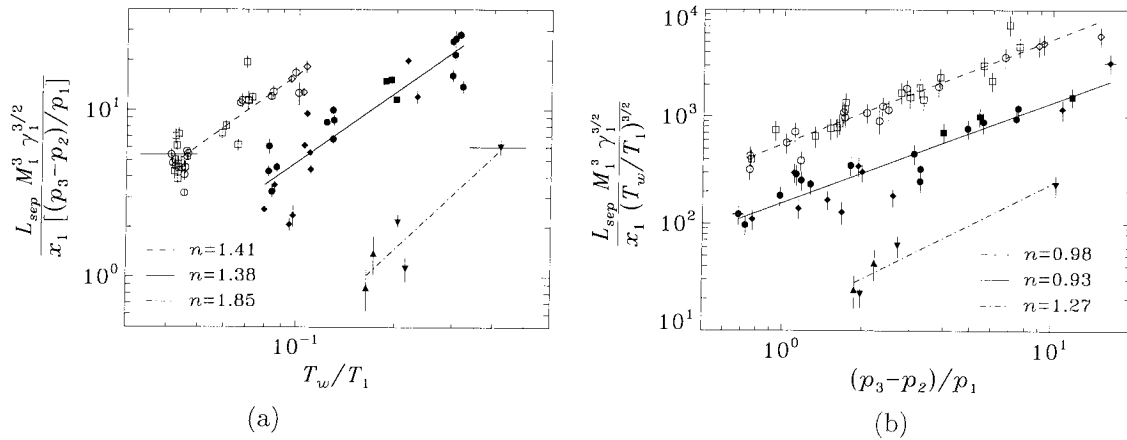 L_sep M_1^3 γ_1^{3/2}
x_1 [(p_3−p_2)/p_1]
10^1
10^0
n=1.41
n=1.38
n=1.85
10^-1
T_w/T_1
(a)
L_sep M_1^3 γ_1^{3/2}
x_1 (T_w/T_1)^{3/2}
10^4
10^3
10^2
10^1
n=0.98
n=0.93
n=1.27
10^0
10^1
(p_3−p_2)/p_1
(b)